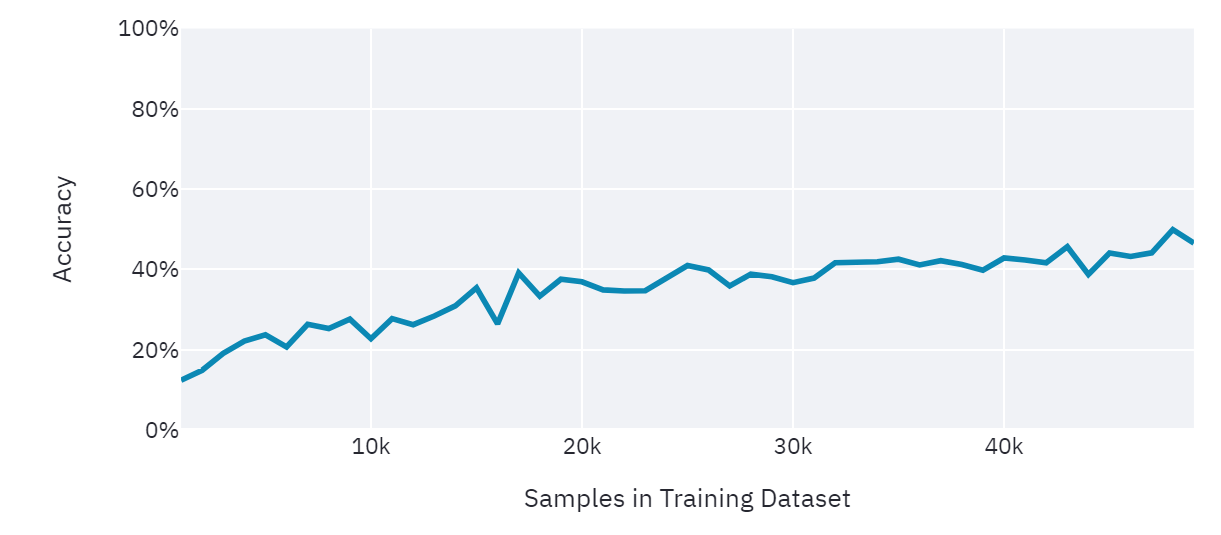 100%
80%
60%
40%
20%
0%
Accuracy
10k
20k
30k
40k
Samples in Training Dataset